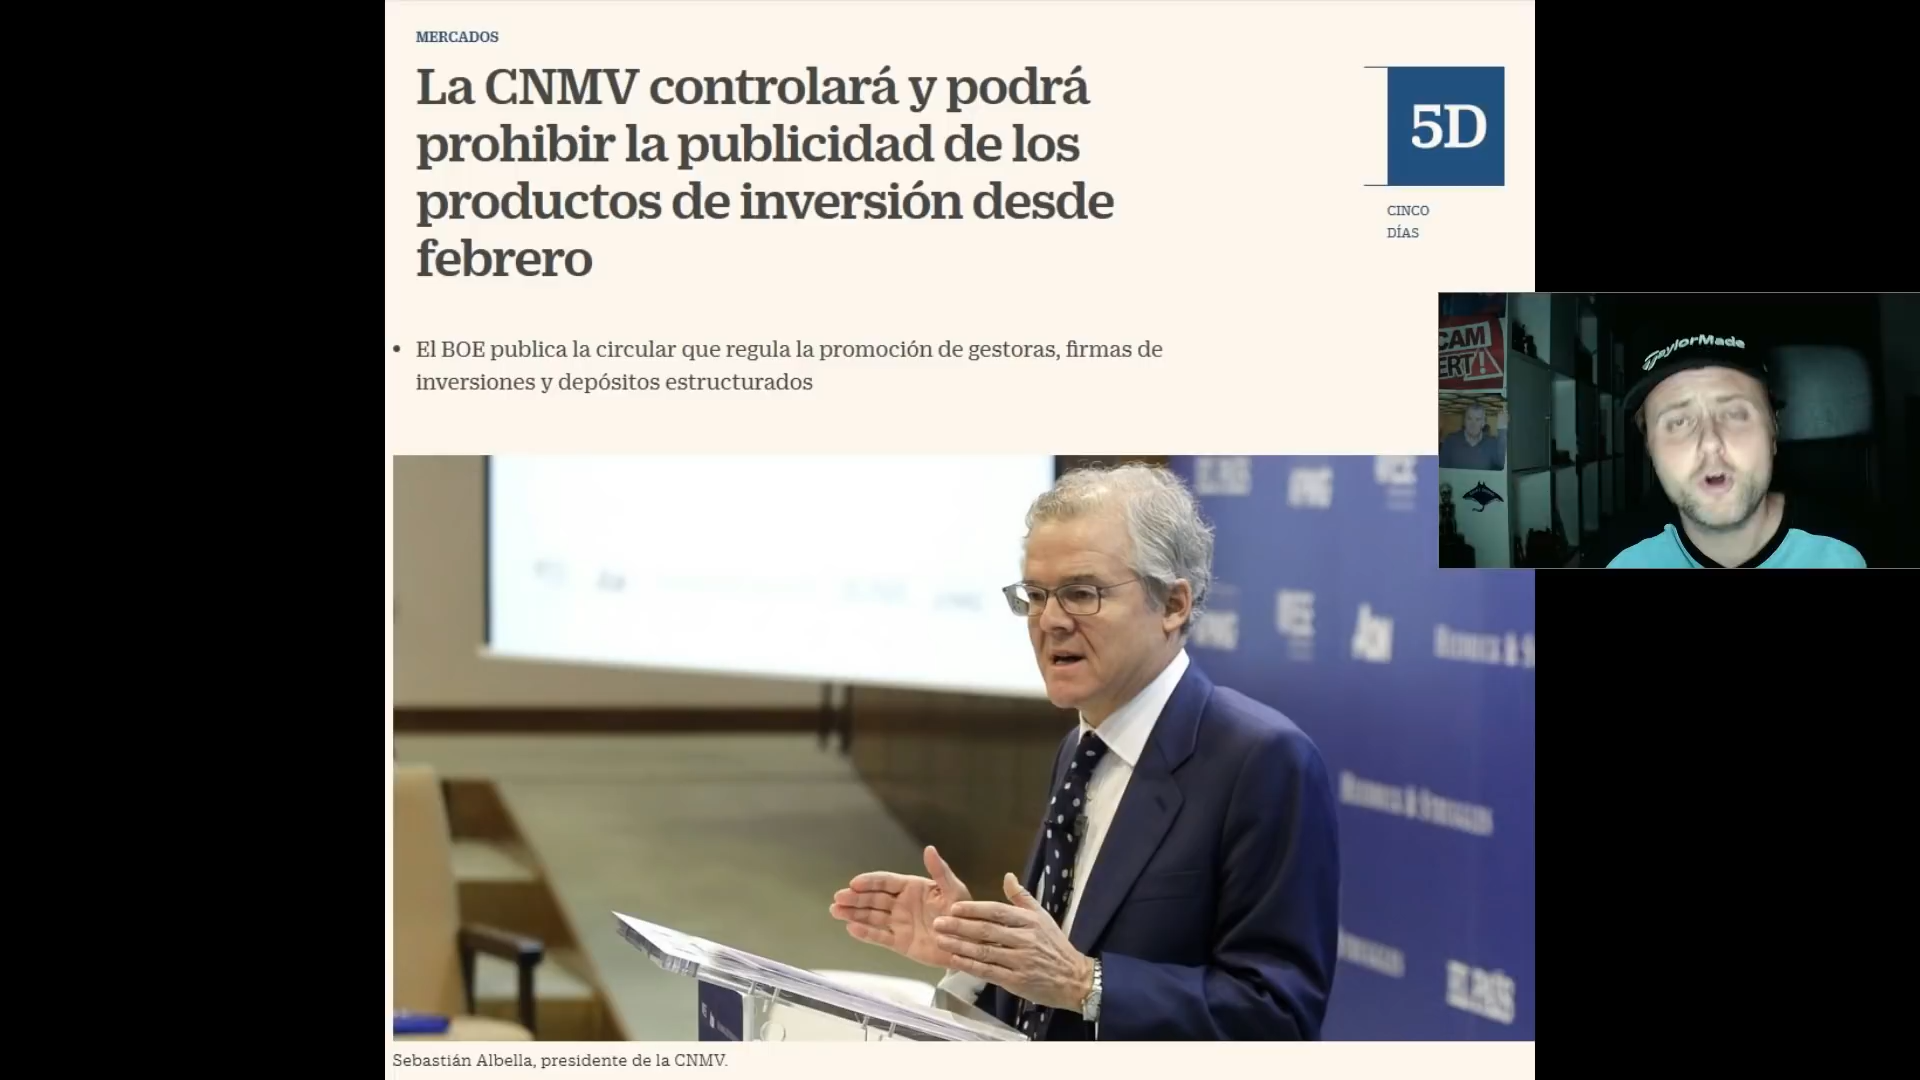 MERCADOS
La CNMV controlará y podrá
prohibir la publicidad de los
productos de inversión desde
febrero
5D
CINCO
DÍAS
• El BOE publica la circular que regula la promoción de gestoras, firmas de
inversiones y depósitos estructurados
TaylorMade
EL PAÍS
Sebastián Albella, presidente de la CNMV.